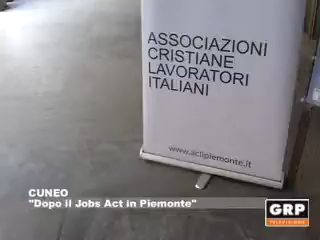 ASSOCIAZIONI
CRISTIANE
LAVORATORI
ITALIANI
www.aclipiemonte.it
CUNEO
"Dopo il Jobs Act in Piemonte"
GRP
TELEVISIONE